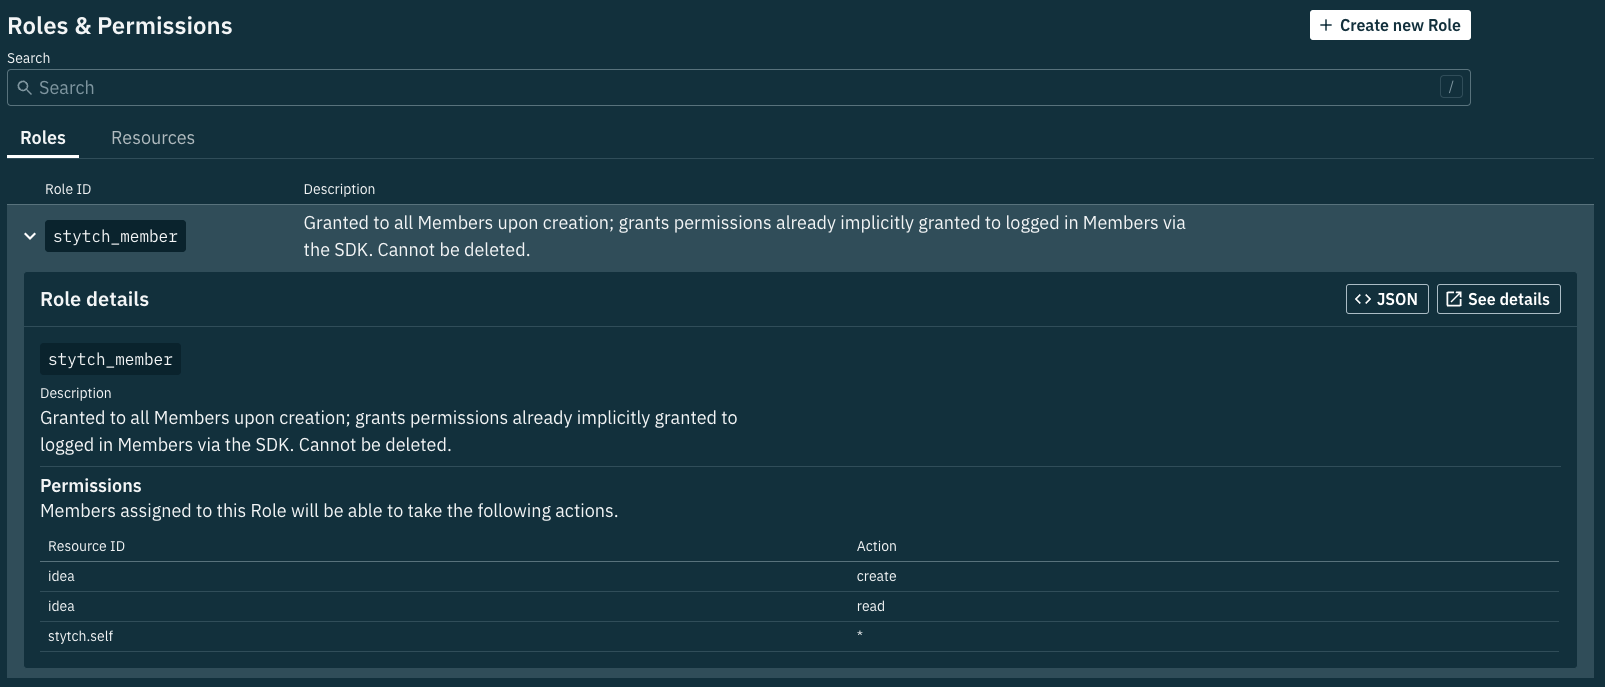 Roles & Permissions
+ Create new Role
Search
Search /
Roles Resources
Role ID Description
stytch_member
Granted to all Members upon creation; grants permissions already implicitly granted to logged in Members via
the SDK. Cannot be deleted.
Role details
<> JSON See details
stytch_member
Description
Granted to all Members upon creation; grants permissions already implicitly granted to
logged in Members via the SDK. Cannot be deleted.
Permissions
Members assigned to this Role will be able to take the following actions.
Resource ID Action
idea create
idea read
stytch.self *